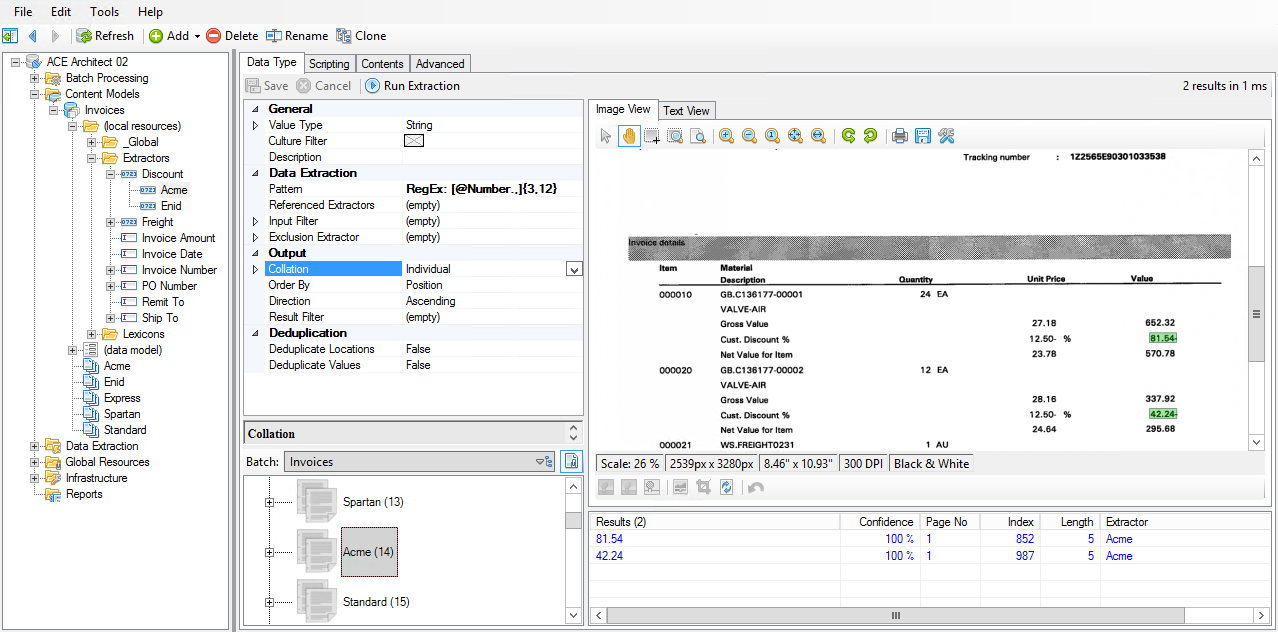 File Edit Tools Help
Refresh Add Delete Rename Clone
ACE Architect 02
Batch Processing
Content Models
Invoices
(local resources)
_Global
Extractors
Discount
Acme
Enid
Freight
Invoice Amount
Invoice Date
Invoice Number
PO Number
Remit To
Ship To
Lexicons
(data model)
Acme
Enid
Express
Spartan
Standard
Data Extraction
Global Resources
Infrastructure
Reports
Data Type Scripting Contents Advanced
Save Cancel Run Extraction
2 results in 1 ms
General
Value Type String
Culture Filter
Description
Data Extraction
Pattern RegEx: [@Number.,]{3,12}
Referenced Extractors (empty)
Input Filter (empty)
Exclusion Extractor (empty)
Output
Collation Individual
Order By Position
Direction Ascending
Result Filter (empty)
Deduplication
Deduplicate Locations False
Deduplicate Values False
Collation
Batch: Invoices
Spartan (13)
Acme (14)
Standard (15)
Image View Text View
Tracking number : 1Z2565E90301033538
Invoice details
Item Material
Description Quantity Unit Price Value
000010 GB.C136177-00001 24 EA
VALVE-AIR
Gross Value 27.18 652.32
Cust. Discount % 12.50- % 81.54-
Net Value for Item 23.78 570.78
000020 GB.C136177-00002 12 EA
VALVE-AIR
Gross Value 28.16 337.92
Cust. Discount % 12.50- % 42.24-
Net Value for Item 24.64 295.68
000021 WS.FREIGHT0231 1 AU
Scale: 26 % 2539px x 3280px 8.46" x 10.93" 300 DPI Black & White
Results (2) Confidence Page No Index Length Extractor
81.54 100 % 1 852 5 Acme
42.24 100 % 1 987 5 Acme